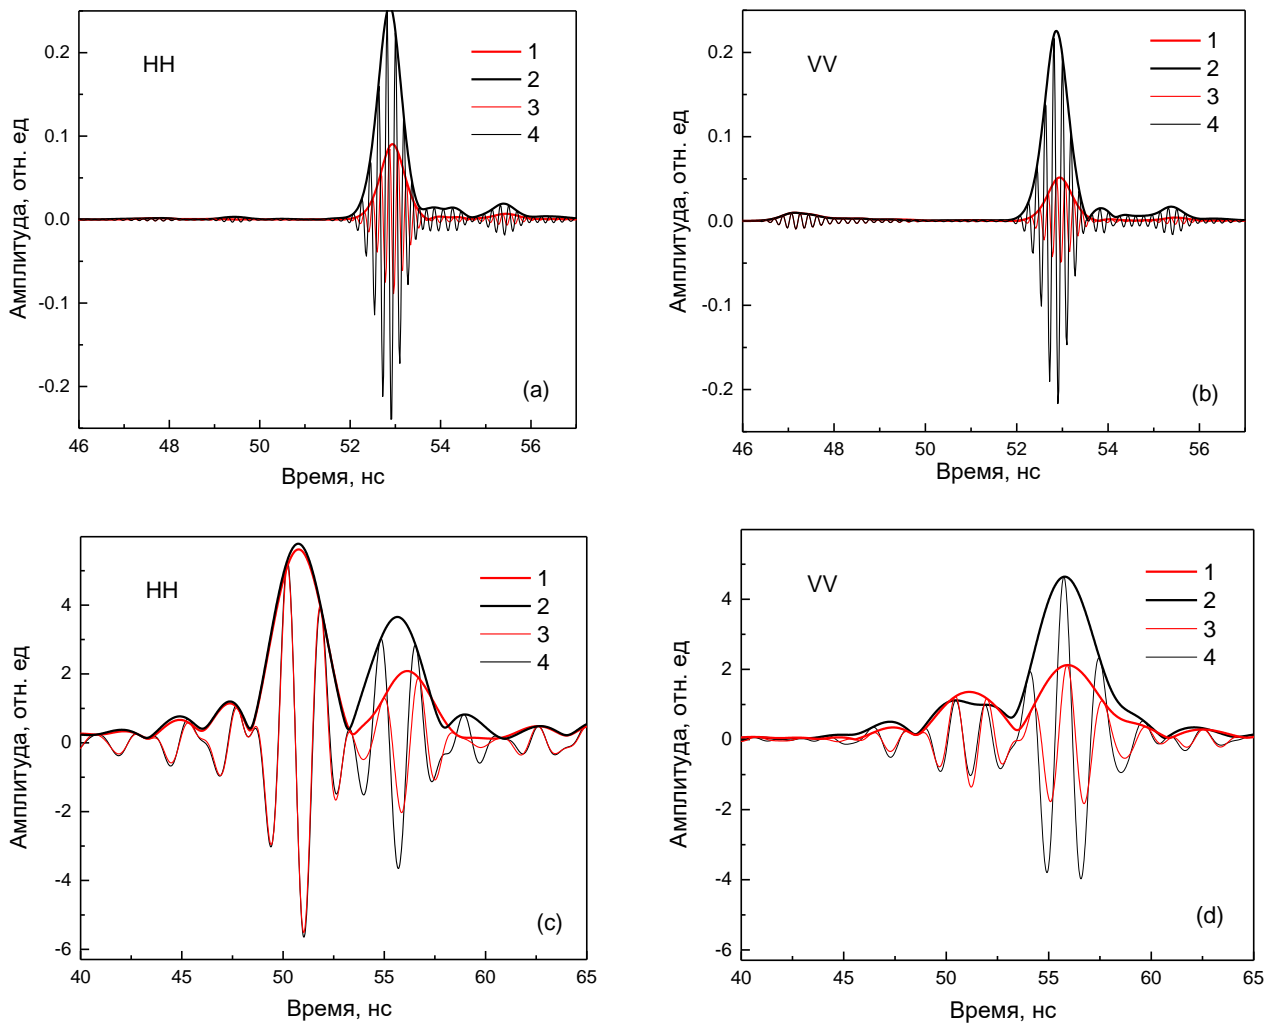 HH
1
2
3
4
Амплитуда, отн. ед
0.2
0.1
0.0
-0.1
-0.2
(a)
46 48 50 52 54 56
Время, нс
VV
1
2
3
4
Амплитуда, отн. ед
0.2
0.1
0.0
-0.1
-0.2
(b)
46 48 50 52 54 56
Время, нс
HH
1
2
3
4
Амплитуда, отн. ед
4
2
0
-2
-4
-6
(c)
40 45 50 55 60 65
Время, нс
VV
1
2
3
4
Амплитуда, отн. ед
4
2
0
-2
-4
-6
(d)
40 45 50 55 60 65
Время, нс